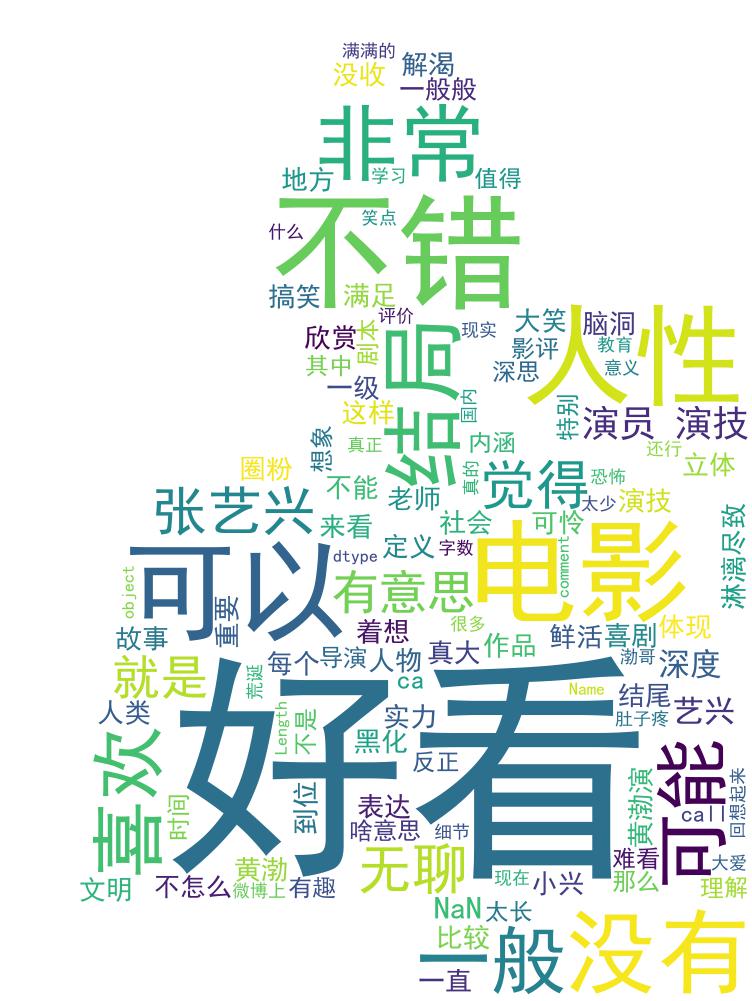 满满的
没收
解渴
一般般
非常
地方
学习
值得
不错
什么
笑点
搞笑
满足
评价
现实
大笑
脑洞
人性
欣赏
剧本
结局
影评
教育
其中
深思
意义
一级
国内
这样
特别
演员
演技
想象
真正
内涵
还行
立体
圈粉
不能
真的
觉得
恐怖
老师
太少
演技
张艺兴
来看
社会
可怜
淋漓尽致
可以
dtype
定义
字数
电影
comment
object
有意思
重要
很多
故事
着想
作品
鲜活
喜剧
体现
就是
荒诞
每个
导演
人物
真大
渤哥
深度
ca
Name
结尾
人类
Length
不是
实力
肚子疼
艺兴
好看
黑化
反正
喜欢
可能
时间
到位
表达
黄渤演
ca二
回想起来
啥意思
细节
无聊
难看
大爱
文明
不怎么
黄渤
微博上
有趣
现在
小兴
那么
理解
NaN
太长
比较
一般
没有
一直